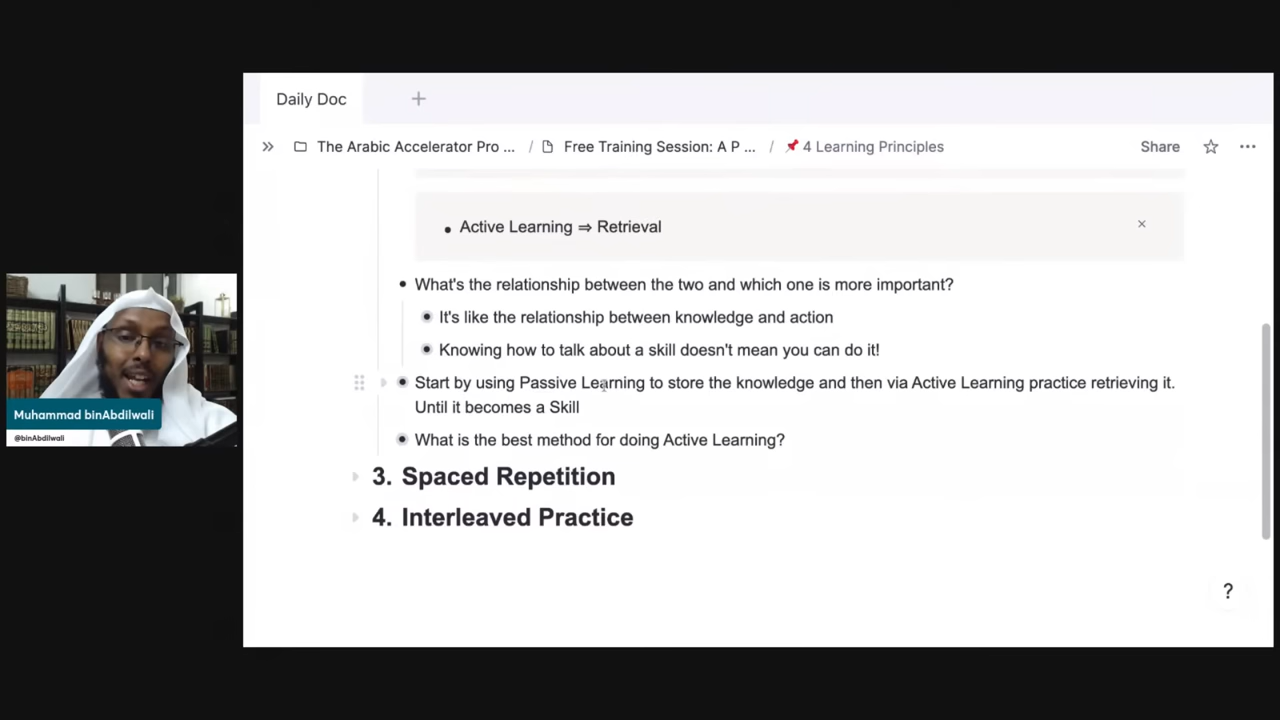 Daily Doc
The Arabic Accelerator Pro ... / Free Training Session: A P ... / 4 Learning Principles
Share
Active Learning ⇒ Retrieval
What's the relationship between the two and which one is more important?
It's like the relationship between knowledge and action
Knowing how to talk about a skill doesn't mean you can do it!
Start by using Passive Learning to store the knowledge and then via Active Learning practice retrieving it.
Until it becomes a Skill
What is the best method for doing Active Learning?
3. Spaced Repetition
4. Interleaved Practice
?
Muhammad binAbdilwali
@binAbdilwali